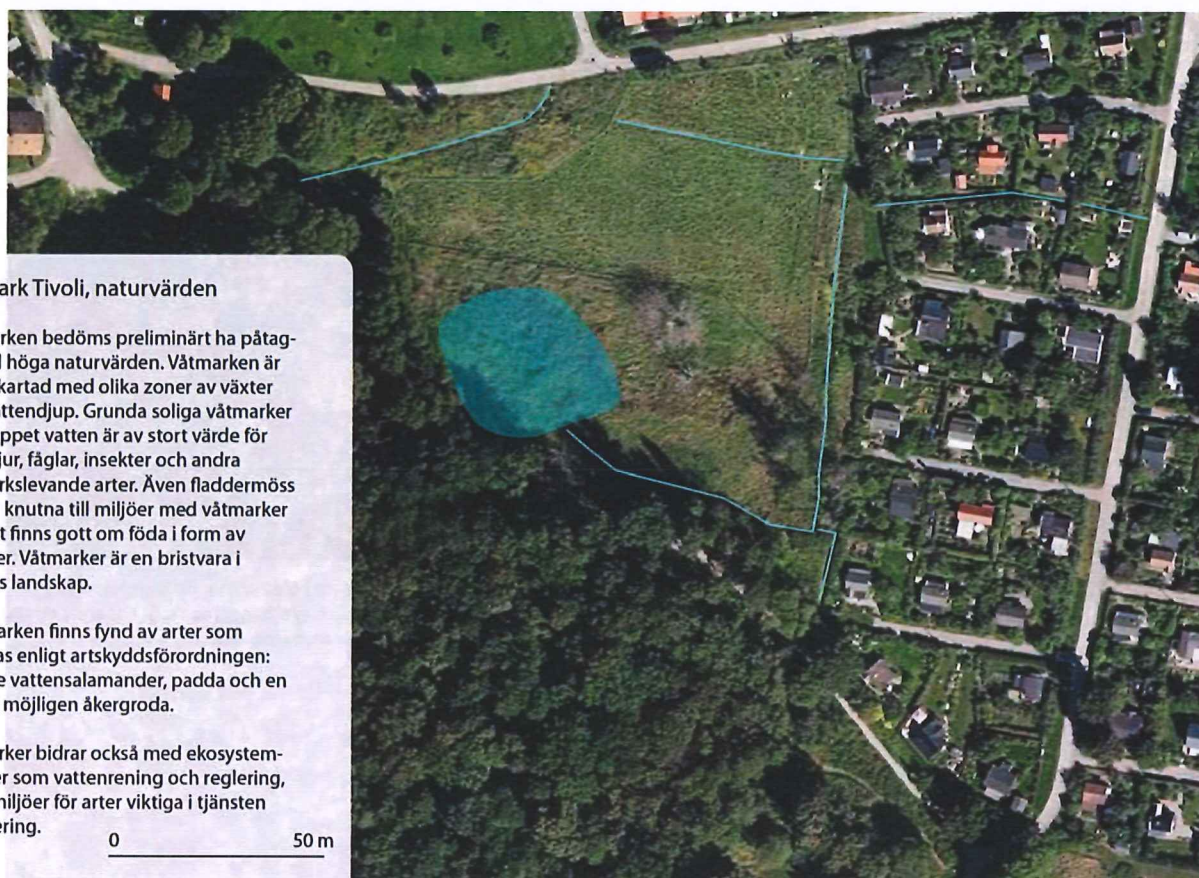 ark Tivoli, naturvärden
rken bedöms preliminärt ha påtag-
höga naturvärden. Våtmarken är
kartad med olika zoner av växter
ttendjup. Grunda soliga våtmarker
ppet vatten är av stort värde för
jur, fåglar, insekter och andra
rkslevande arter. Även fladdermöss
knutna till miljöer med våtmarker
t finns gott om föda i form av
er. Våtmarker är en bristvara i
s landskap.
arken finns fynd av arter som
as enligt artskyddsförordningen:
e vattensalamander, padda och en
möjligen åkergroda.
rker bidrar också med ekosystem-
er som vattenrening och reglering,
miljöer för arter viktiga i tjänsten
ering.
0 50 m